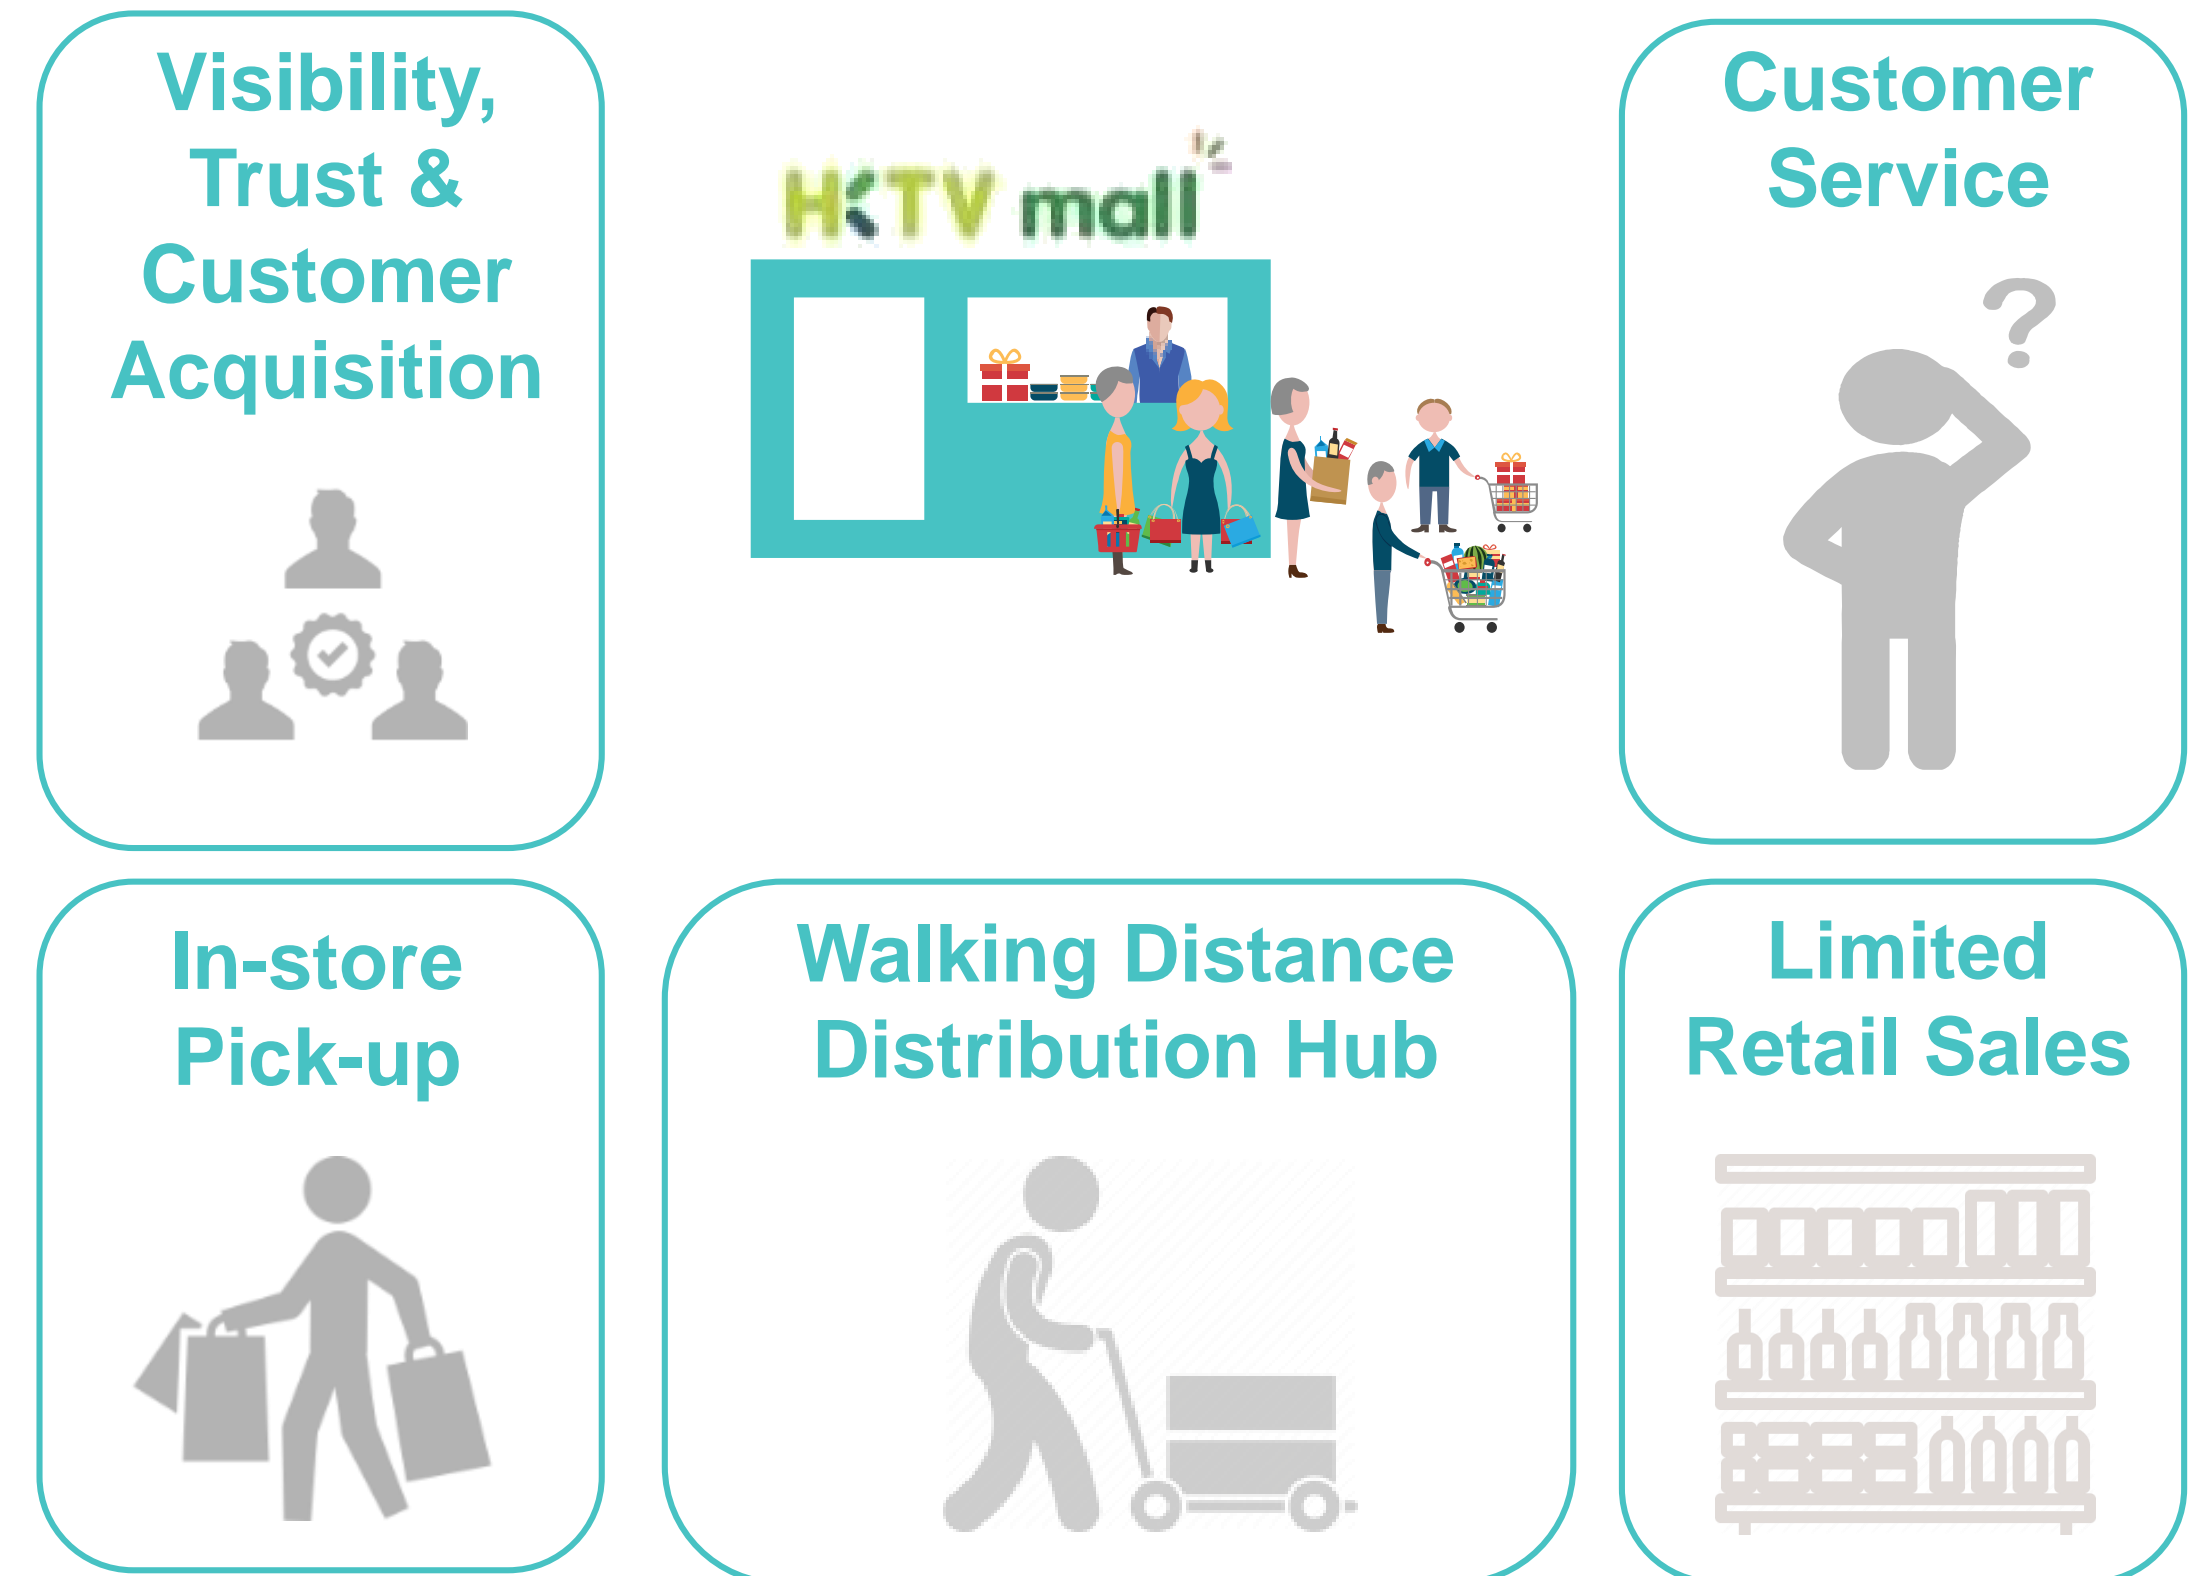 Visibility,
Trust &
Customer
Acquisition
HKTV mall
Customer
Service
In-store
Pick-up
Walking Distance
Distribution Hub
Limited
Retail Sales